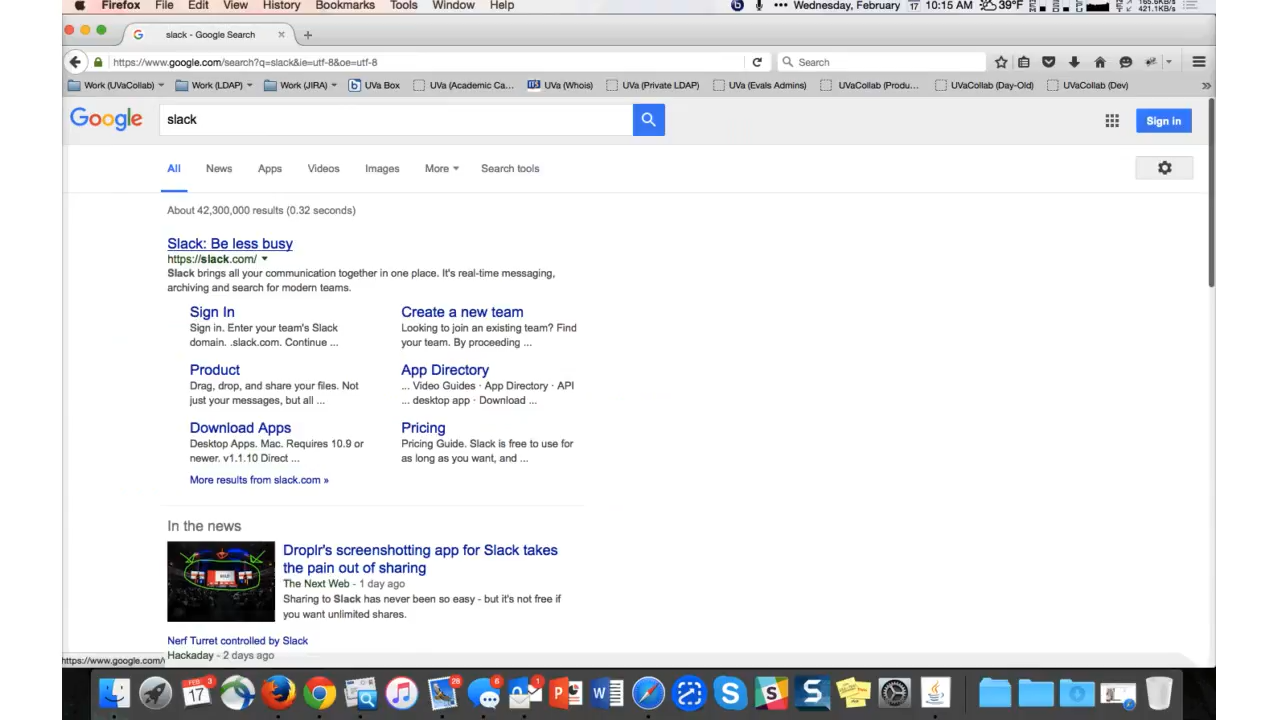 Firefox File Edit View History Bookmarks Tools Window Help
Wednesday, February 17 10:15 AM 39°F 165.6KB/s
421.1KB/s
slack - Google Search
https://www.google.com/search?q=slack&ie=utf-8&oe=utf-8
Search
Work (UVaCollab) Work (LDAP) Work (JIRA) UVa Box UVa (Academic Ca... UVa (Whois) UVa (Private LDAP) UVa (Evals Admins) UVaCollab (Produ... UVaCollab (Day-Old) UVaCollab (Dev)
Google
slack
Sign in
All News Apps Videos Images More Search tools
About 42,300,000 results (0.32 seconds)
Slack: Be less busy
https://slack.com/
Slack brings all your communication together in one place. It's real-time messaging,
archiving and search for modern teams.
Sign In
Sign in. Enter your team's Slack
domain. .slack.com. Continue ...
Create a new team
Looking to join an existing team? Find
your team. By proceeding ...
Product
Drag, drop, and share your files. Not
just your messages, but all ...
App Directory
... Video Guides · App Directory · API
... desktop app · Download ...
Download Apps
Desktop Apps. Mac. Requires 10.9 or
newer. v1.1.10 Direct ...
Pricing
Pricing Guide. Slack is free to use for
as long as you want, and ...
More results from slack.com »
In the news
Droplr's screenshotting app for Slack takes
the pain out of sharing
The Next Web - 1 day ago
Sharing to Slack has never been so easy - but it's not free if
you want unlimited shares.
Nerf Turret controlled by Slack
Hackaday - 2 days ago
https://www.google.com/
FEB
17
3
28
6
1